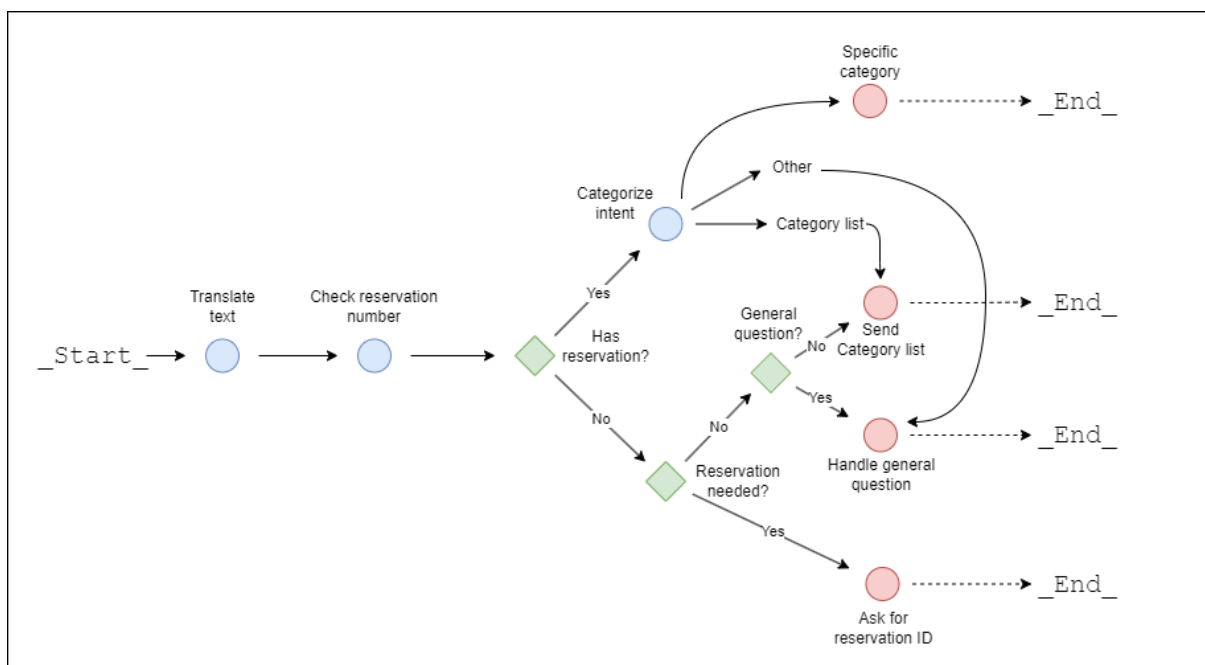 Specific
category
_End_
Other
Categorize
intent
Category list
Translate
text
Check reservation
number
Yes
General
question?
_End_
_Start_
Has
reservation?
No
Send
Category list
Yes
No
No
_End_
Reservation
needed?
Handle general
question
Yes
_End_
Ask for
reservation ID